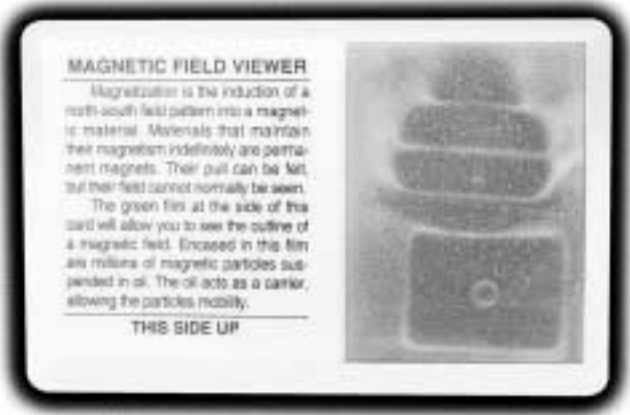 MAGNETIC FIELD VIEWER
Magnetization is the induction of a
north-south field pattern into a magnet-
ic material. Materials that maintain
their magnetism indefinitely are perma-
nent magnets. Their pull can be felt,
but their field cannot normally be seen.
The green film at the side of this
card will allow you to see the outline of
a magnetic field. Encased in this film
are millions of magnetic particles sus-
pended in oil. The oil acts as a carrier,
allowing the particles mobility.
THIS SIDE UP